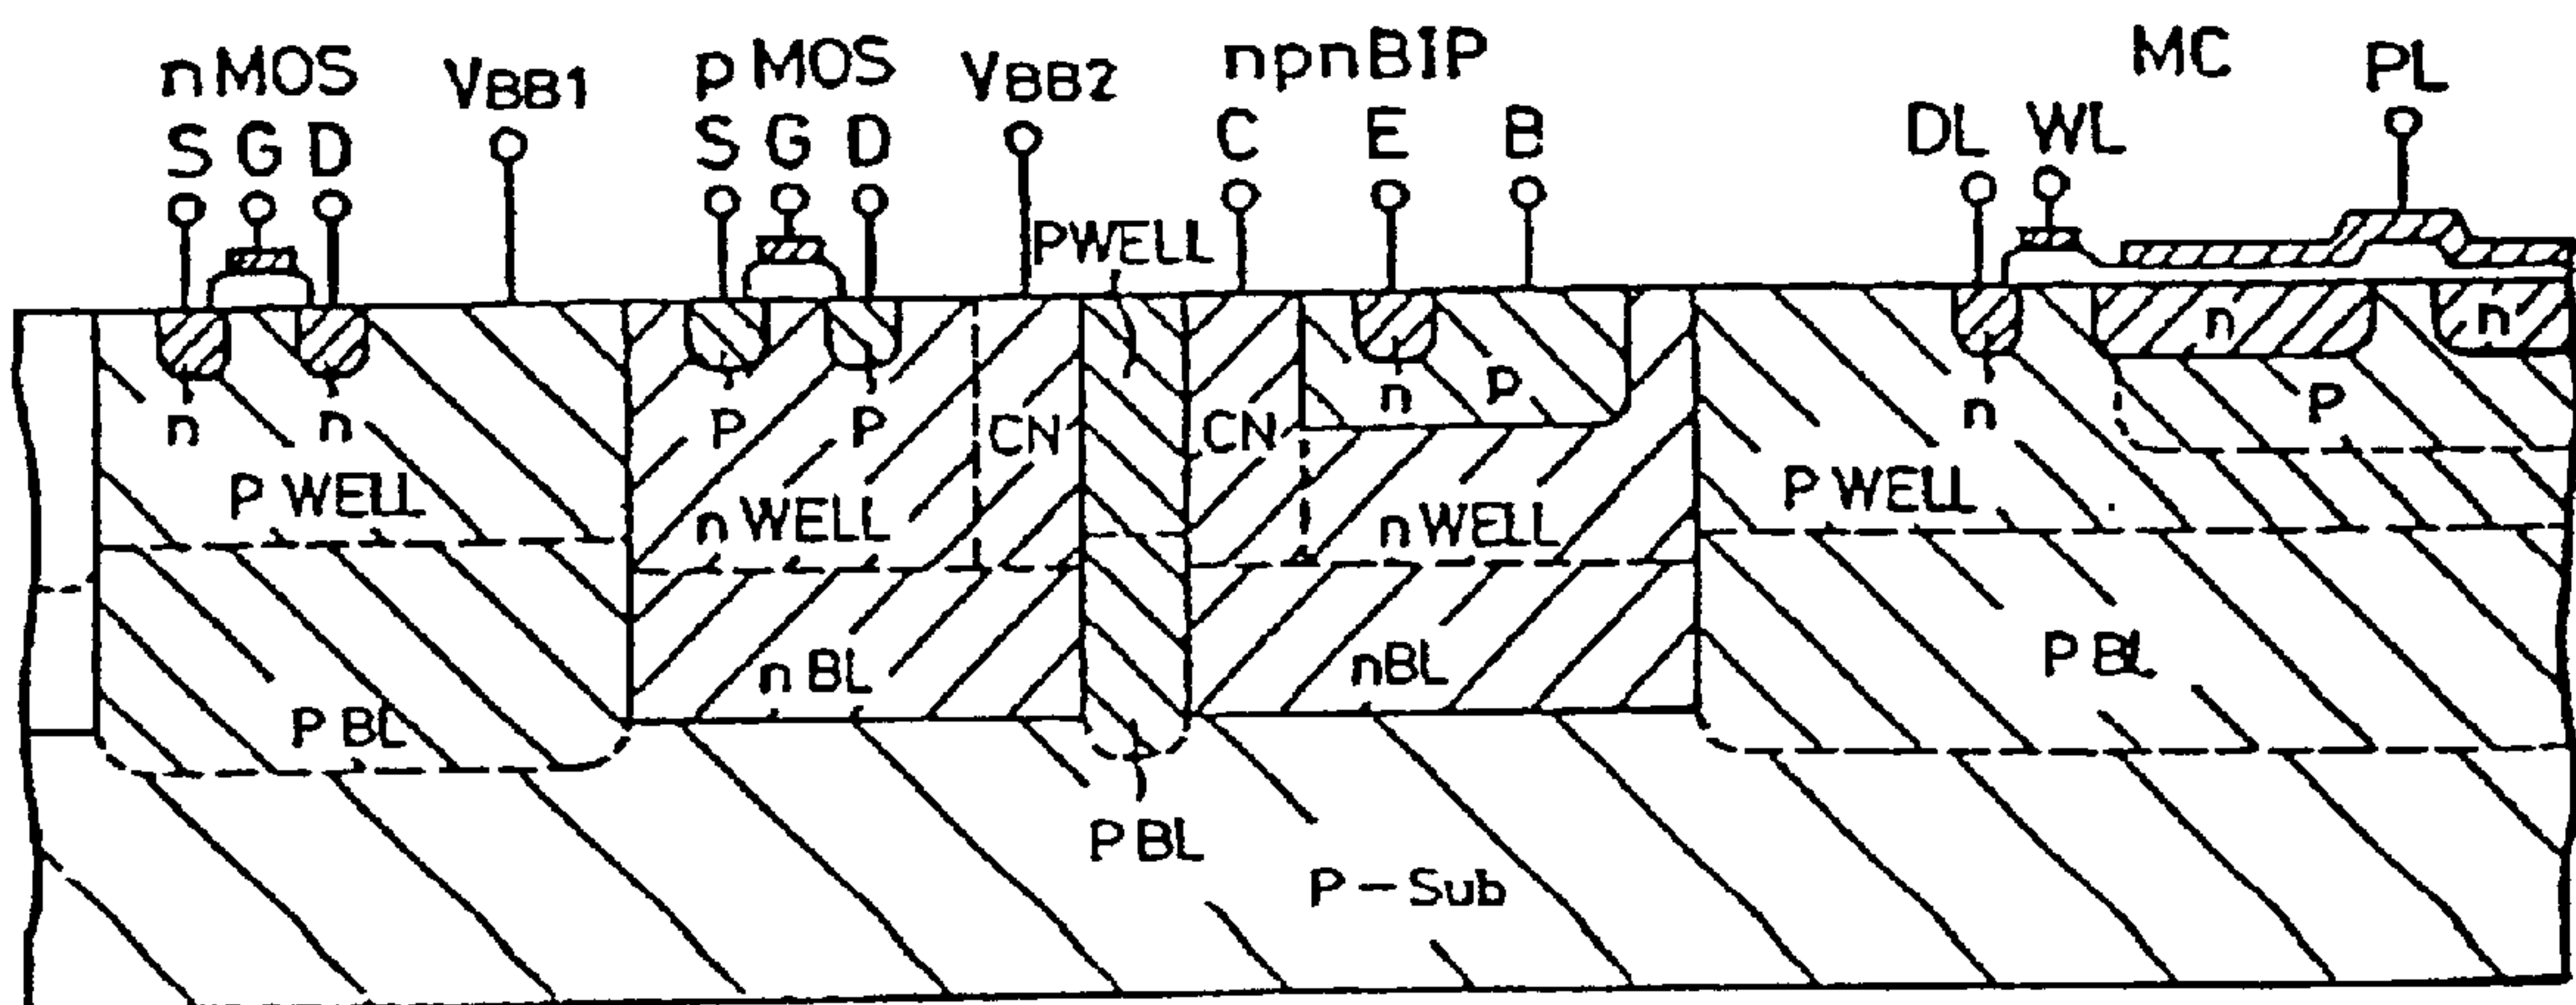 nMOS
VBB1
pMOS
VBB2
npnBIP
MC
PL
S G D
S G D
C
E
B
DL
WL
PWELL
n
n
P
P
CN
CN
n
P
n
n
n
P
P WELL
n WELL
n WELL
P WELL
P BL
n BL
nBL
P BL
P BL
P-Sub